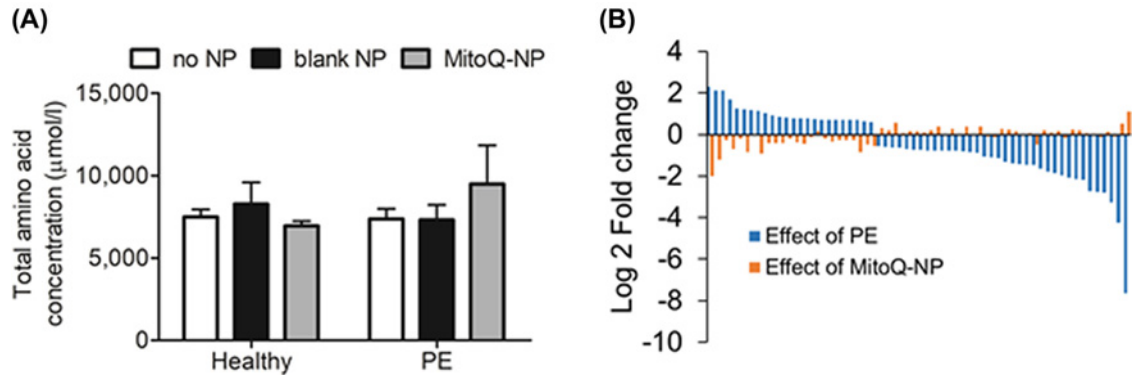 (A)
no NP blank NP MitoQ-NP
Total amino acid
concentration (μmol/l)
15,000
10,000
5,000
0
Healthy PE
(B)
Log 2 Fold change
4
2
0
-2
-4
-6
-8
-10
Effect of PE
Effect of MitoQ-NP